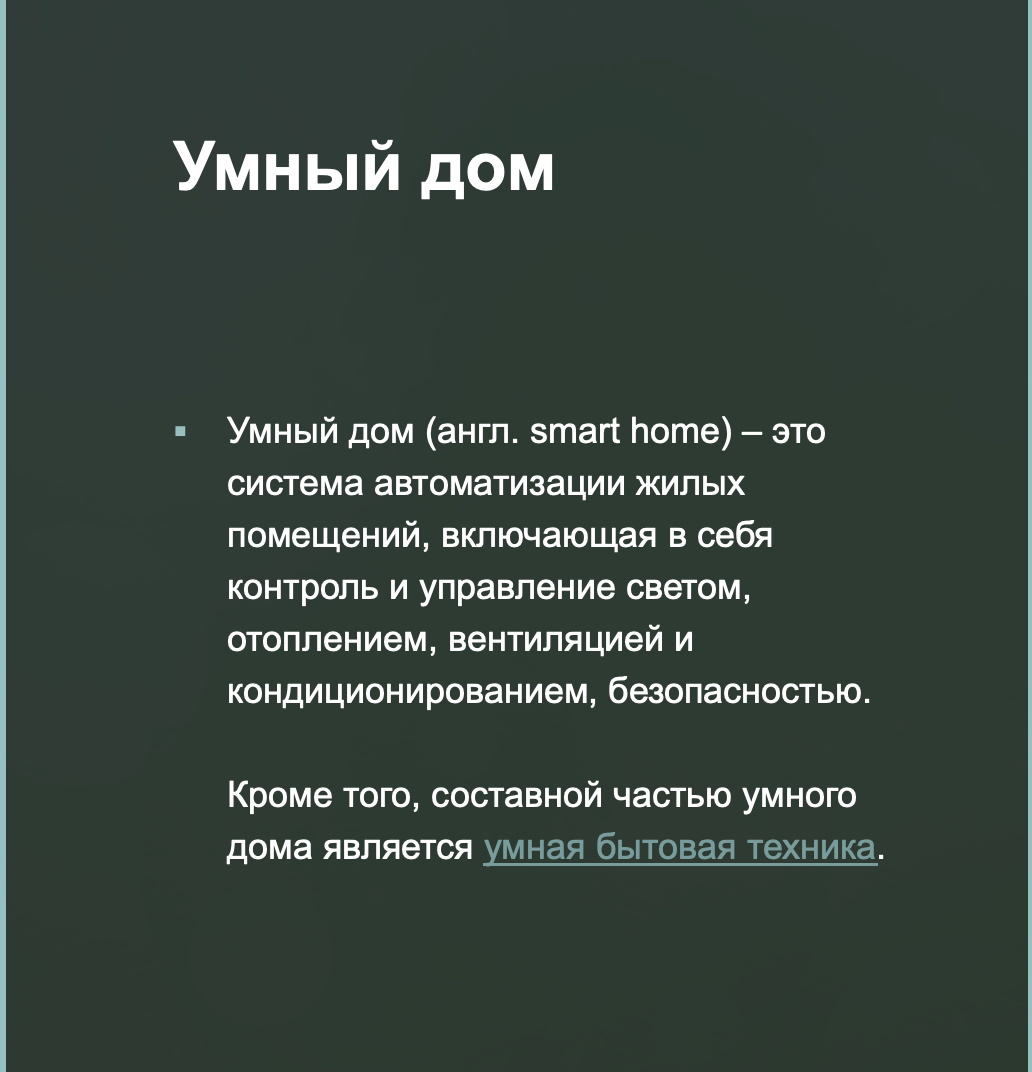 Умный дом
▪ Умный дом (англ. smart home) – это
система автоматизации жилых
помещений, включающая в себя
контроль и управление светом,
отоплением, вентиляцией и
кондиционированием, безопасностью.
Кроме того, составной частью умного
дома является умная бытовая техника.